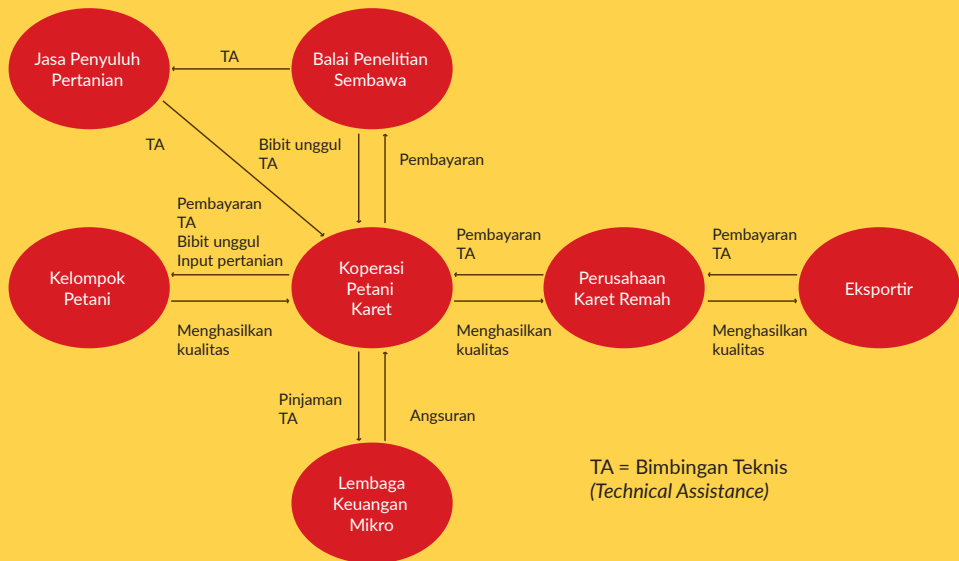 Jasa Penyuluh
Pertanian
TA
Balai Penelitian
Sembawa
TA
Bibit unggul
TA
Pembayaran
Pembayaran
TA
Bibit unggul
Input pertanian
Kelompok
Petani
Menghasilkan
kualitas
Koperasi
Petani
Karet
Pembayaran
TA
Menghasilkan
kualitas
Perusahaan
Karet Remah
Pembayaran
TA
Menghasilkan
kualitas
Eksportir
Pinjaman
TA
Angsuran
Lembaga
Keuangan
Mikro
TA = Bimbingan Teknis
(Technical Assistance)